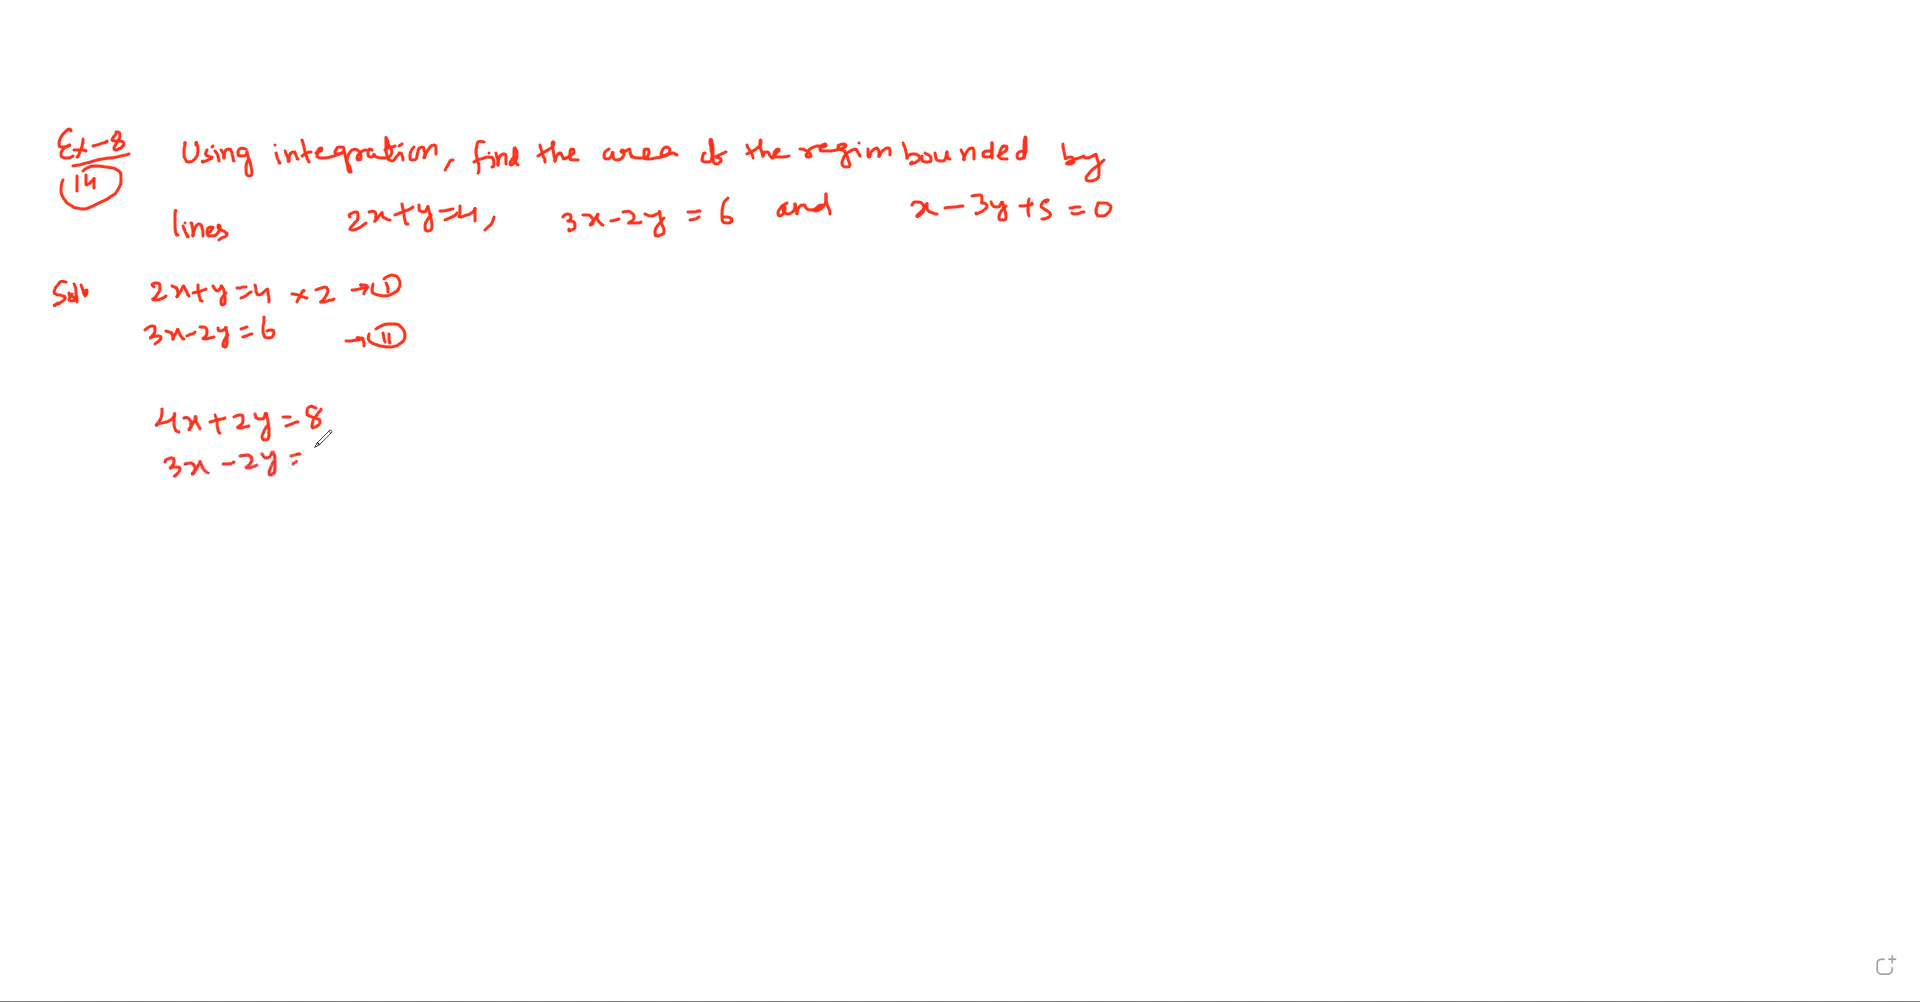 Ex-8 Using integration, find the area of the region bounded by
14
lines 2x+y=4, 3x-2y=6 and x-3y+5=0
Soln 2x+y=4 ×2 →(I)
3x-2y=6 →(II)
4x+2y=8
3x-2y=